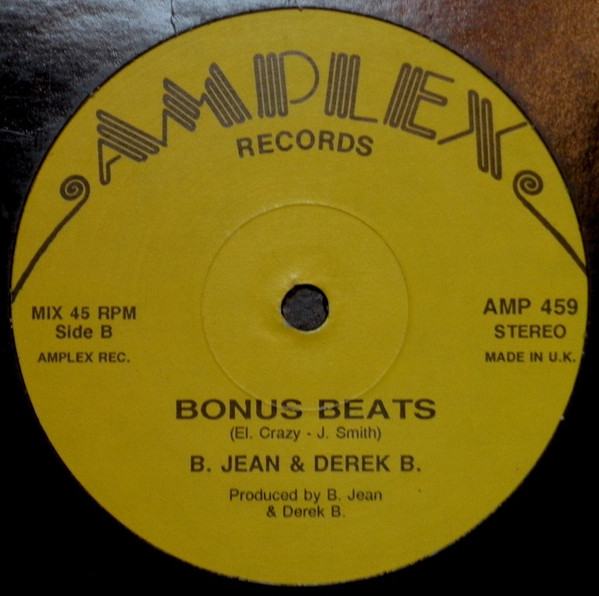 AMPLEX
RECORDS
MIX 45 RPM
Side B
AMPLEX REC.
AMP 459
STEREO
MADE IN U.K.
BONUS BEATS
(El. Crazy - J. Smith)
B. JEAN & DEREK B.
Produced by B. Jean
& Derek B.